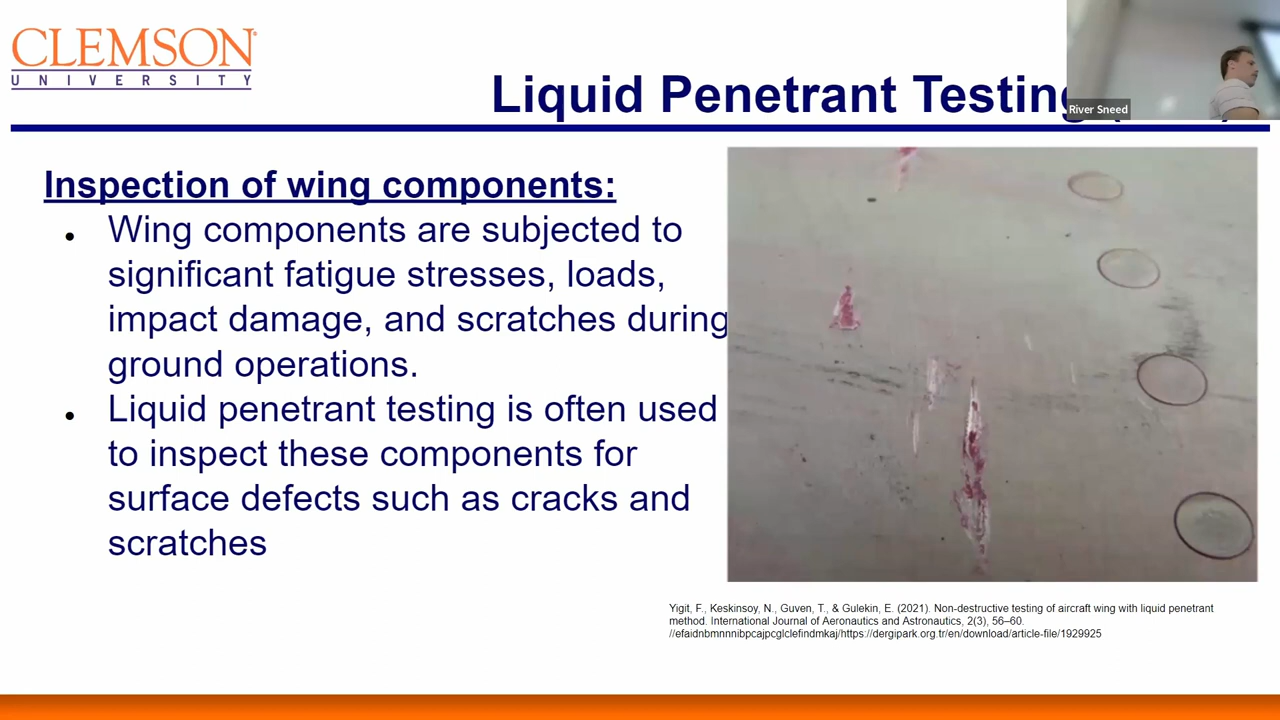 CLEMSON
UNIVERSITY
Liquid Penetrant Testing
River Sneed
Inspection of wing components:
• Wing components are subjected to
significant fatigue stresses, loads,
impact damage, and scratches during
ground operations.
• Liquid penetrant testing is often used
to inspect these components for
surface defects such as cracks and
scratches
Yigit, F., Keskinsoy, N., Guven, T., & Gulekin, E. (2021). Non-destructive testing of aircraft wing with liquid penetrant
method. International Journal of Aeronautics and Astronautics, 2(3), 56–60.
//efaidnbmnnnibpcajpcglclefindmkaj/https://dergipark.org.tr/en/download/article-file/1929925